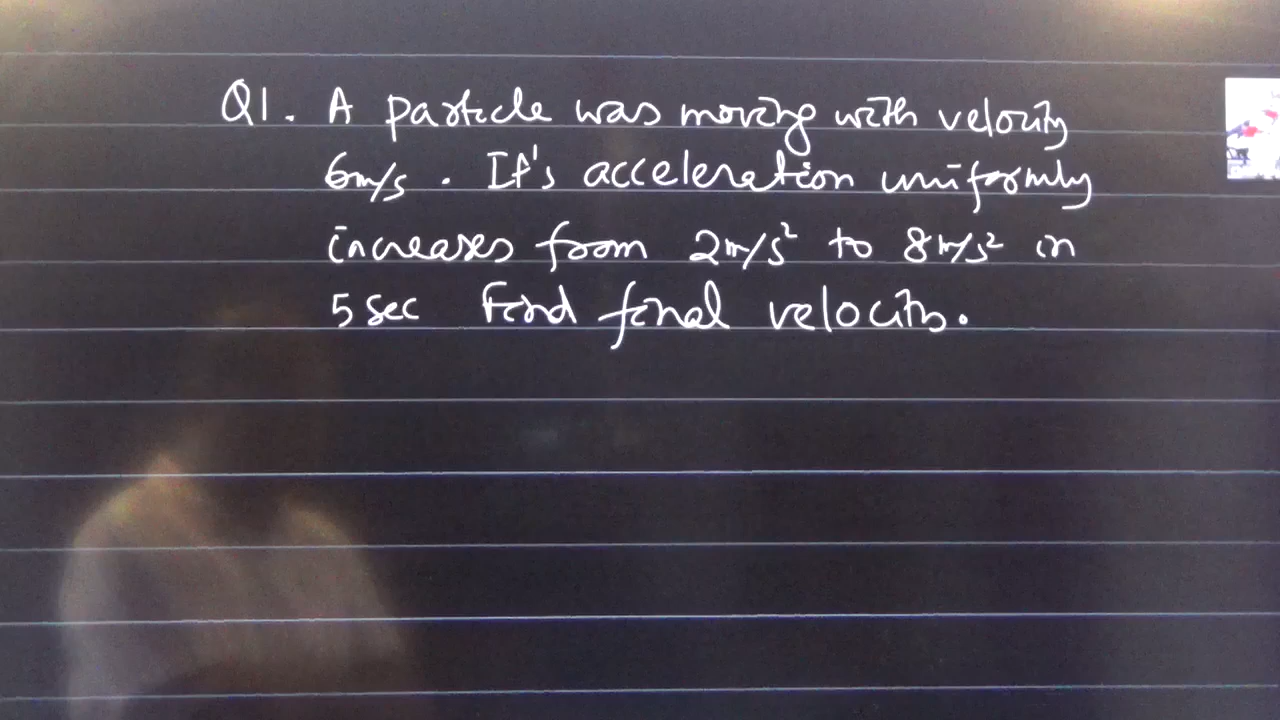 Q1. A particle was moving with velocity
6m/s. It's acceleration uniformly
increases from 2m/s² to 8m/s² in
5 sec Find final velocity.